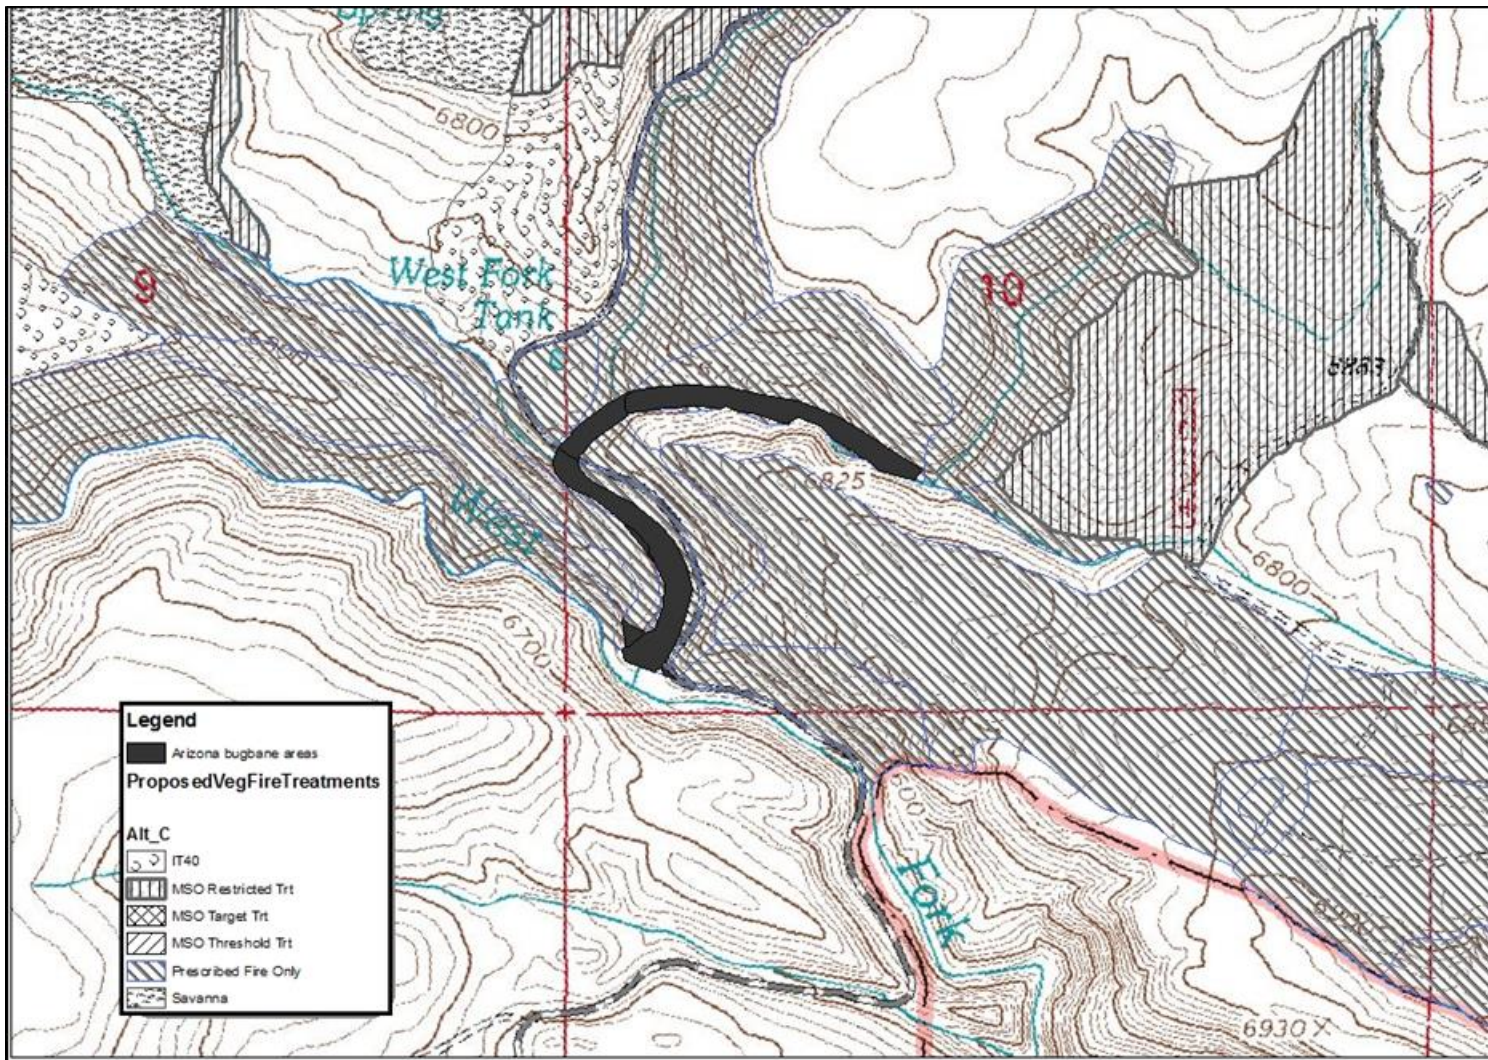 Spring
6800
9
West Fork
Tank
10
6825
West
6800
6700
Fork
6930X
Legend
Arizona bugbane areas
ProposedVegFireTreatments
Alt_C
IT40
MSO Restricted Trt
MSO Target Trt
MSO Threshold Trt
Prescribed Fire Only
Savanna